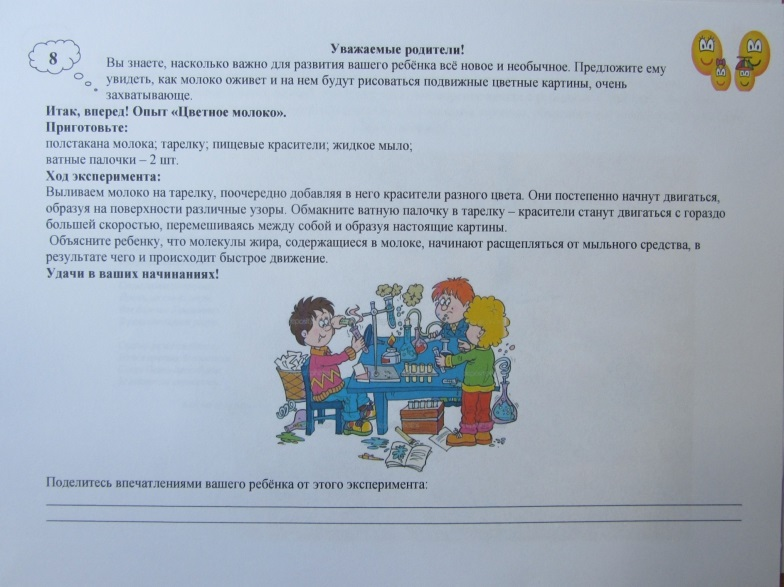 8
Уважаемые родители!
Вы знаете, насколько важно для развития вашего ребёнка всё новое и необычное. Предложите ему
увидеть, как молоко оживет и на нем будут рисоваться подвижные цветные картины, очень
захватывающе.
Итак, вперед! Опыт «Цветное молоко».
Приготовьте:
полстакана молока; тарелку; пищевые красители; жидкое мыло;
ватные палочки – 2 шт.
Ход эксперимента:
Выливаем молоко на тарелку, поочередно добавляя в него красители разного цвета. Они постепенно начнут двигаться,
образуя на поверхности различные узоры. Обмакните ватную палочку в тарелку – красители станут двигаться с гораздо
большей скоростью, перемешиваясь между собой и образуя настоящие картины.
Объясните ребенку, что молекулы жира, содержащиеся в молоке, начинают расщепляться от мыльного средства, в
результате чего и происходит быстрое движение.
Удачи в ваших начинаниях!
Поделитесь впечатлениями вашего ребёнка от этого эксперимента: